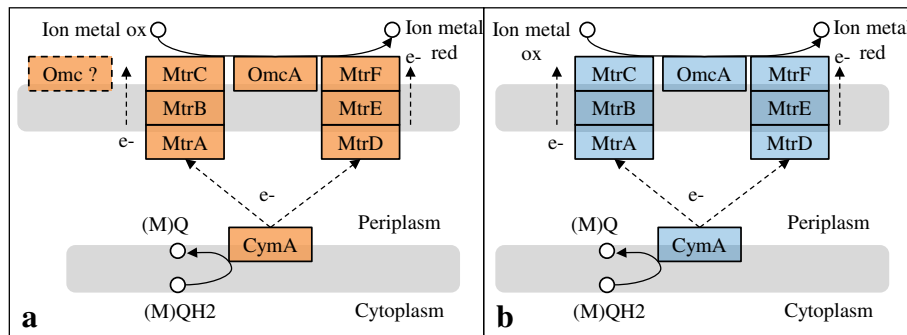 Ion metal ox
Ion metal
red
e-
Omc ?
MtrC
OmcA
MtrF
MtrB
MtrE
e-
MtrA
MtrD
e-
(M)Q
Periplasm
CymA
(M)QH2
Cytoplasm
a
Ion metal
ox
Ion metal
red
e-
MtrC
OmcA
MtrF
MtrB
MtrE
e-
MtrA
MtrD
e-
(M)Q
Periplasm
CymA
(M)QH2
Cytoplasm
b